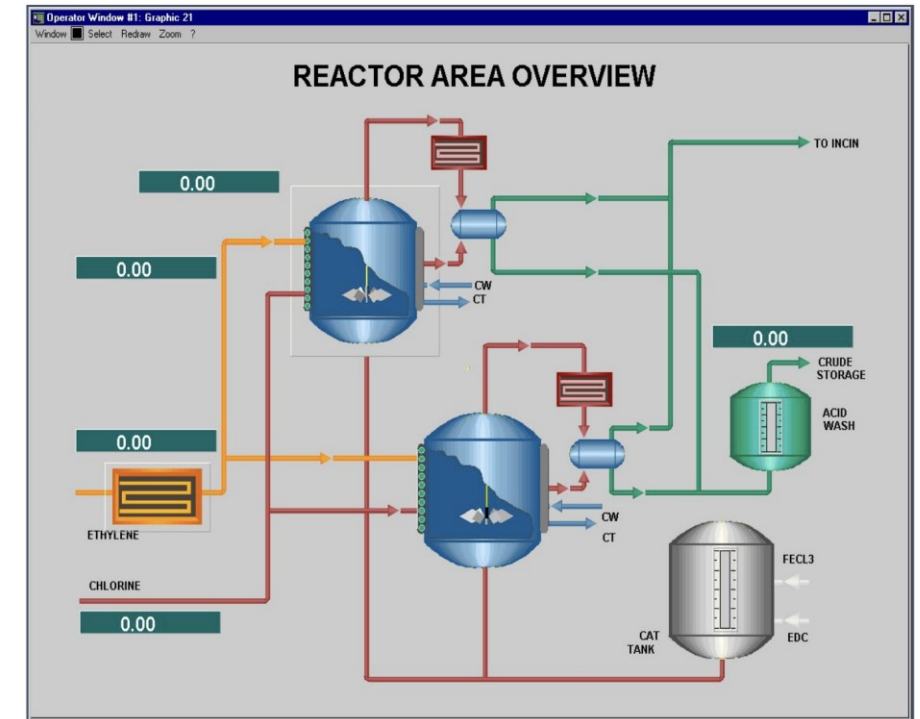 Operator Window #1: Graphic 21
Window Select Redraw Zoom ?
REACTOR AREA OVERVIEW
TO INCIN
0.00
0.00
CW
CT
0.00
CRUDE
STORAGE
ACID
WASH
0.00
ETHYLENE
CW
CT
FECL3
CHLORINE
0.00
CAT
TANK
EDC